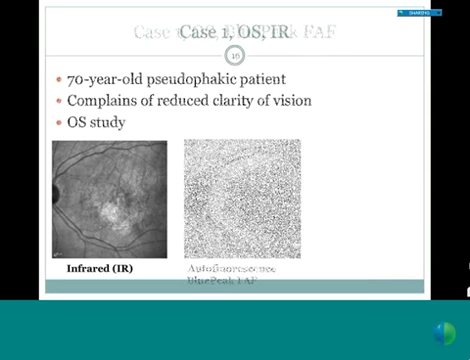 Case 1, OS, IR
16
70-year-old pseudophakic patient
Complains of reduced clarity of vision
OS study
Infrared (IR)
Autofluorescence
BluePeak FAF
SHARING